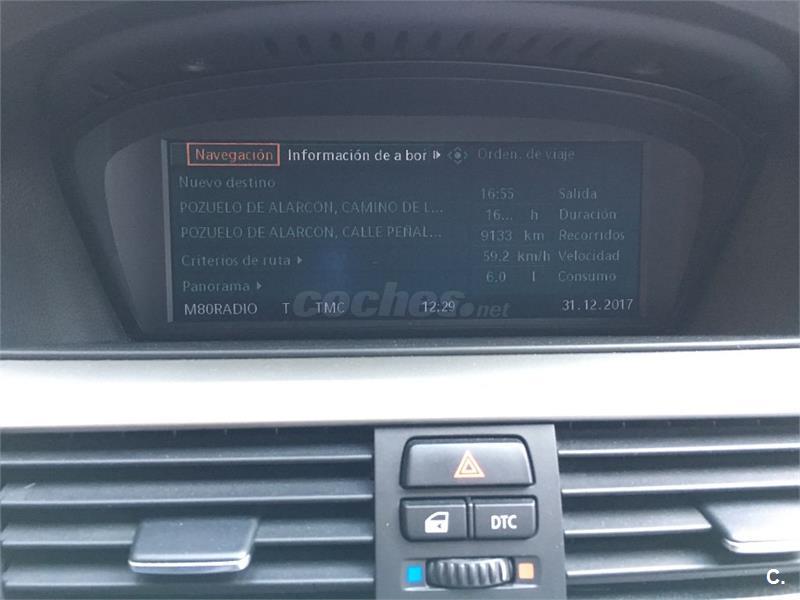 Navegación Información de a bor Orden. de viaje
Nuevo destino
POZUELO DE ALARCON, CAMINO DE L...
POZUELO DE ALARCON, CALLE PEÑAL...
Criterios de ruta
Panorama
16:55 Salida
16... h Duración
9133 km Recorridos
59.2 km/h Velocidad
6.0 l Consumo
M80RADIO T TMC 12:29 31.12.2017
coches.net
DTC
C.